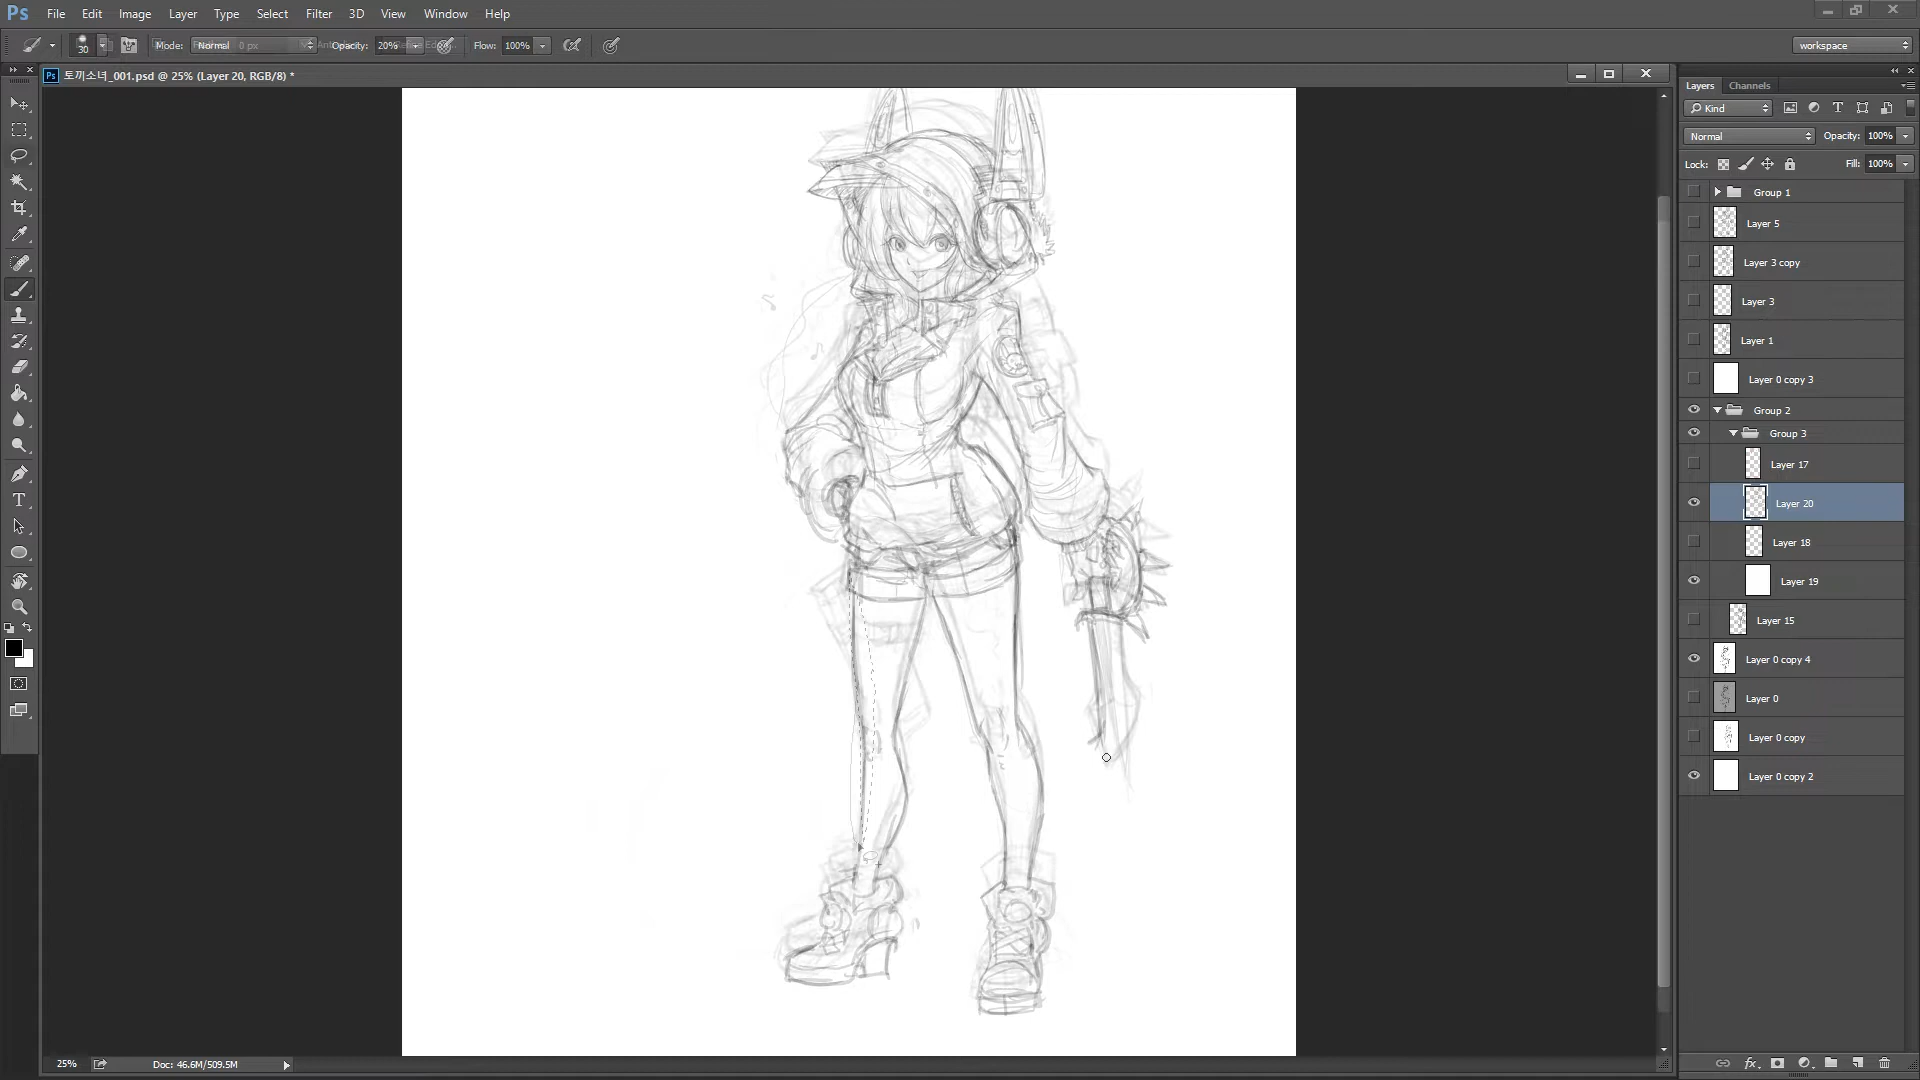 Ps File Edit Image Layer Type Select Filter 3D View Window Help
30 Mode: Normal Opacity: 20% Flow: 100% workspace
Ps 토끼소녀_001.psd @ 25% (Layer 20, RGB/8) *
Layers Channels
Kind
Normal Opacity: 100%
Lock: Fill: 100%
Group 1
Layer 5
Layer 3 copy
Layer 3
Layer 1
Layer 0 copy 3
Group 2
Group 3
Layer 17
Layer 20
Layer 18
Layer 19
Layer 15
Layer 0 copy 4
Layer 0
Layer 0 copy
Layer 0 copy 2
25% Doc: 46.6M/509.5M